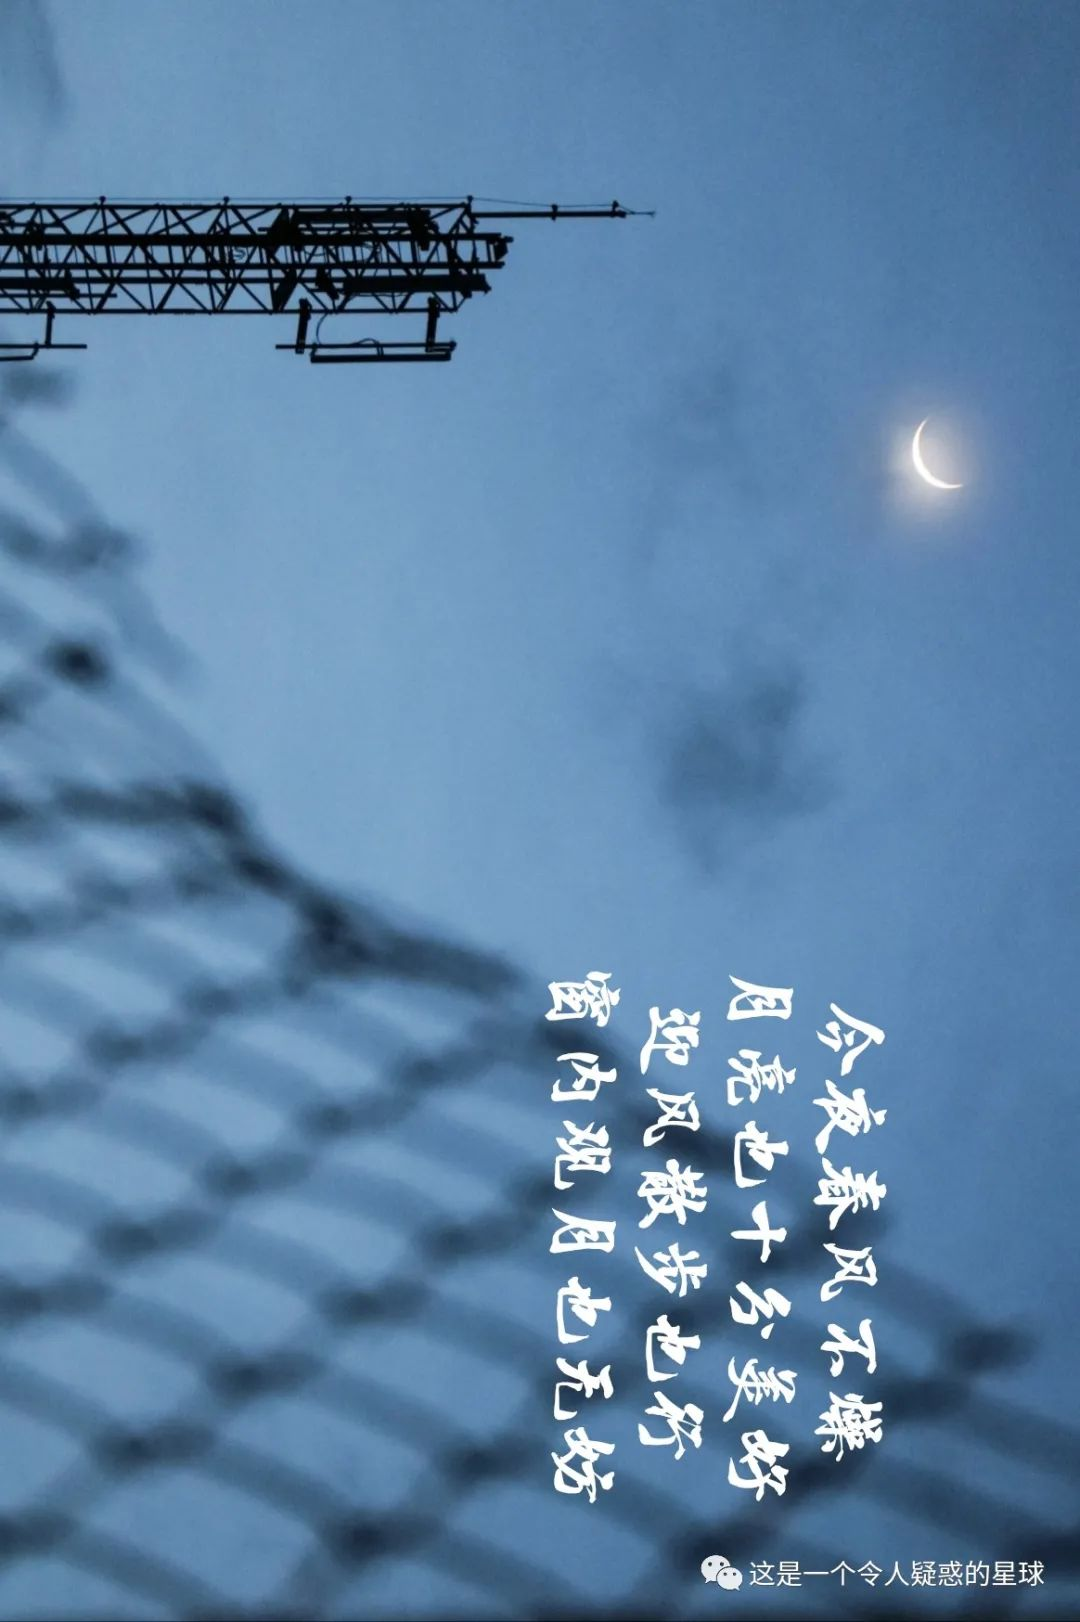 今夜春风不燥
月亮也十分美好
迎风散步也行
窗内观月也无妨
这是一个令人疑惑的星球